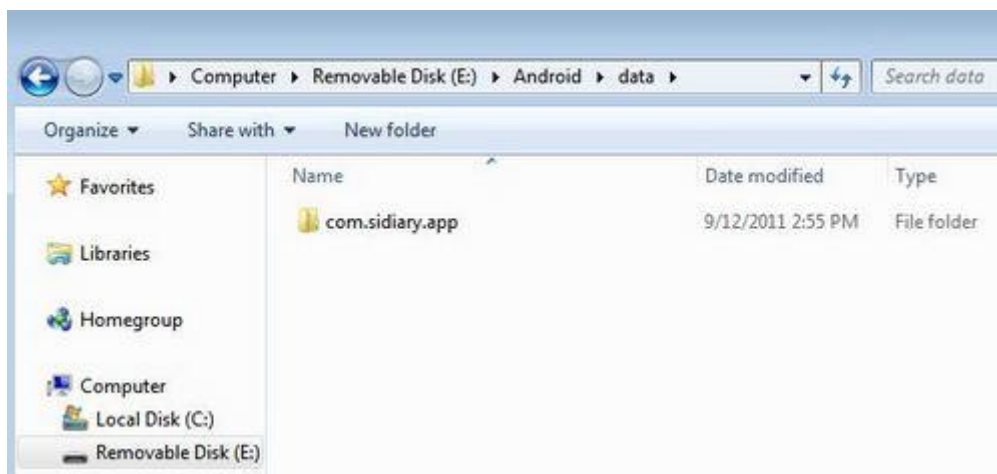 Computer Removable Disk (E:) Android data Search data
Organize Share with New folder
Favorites
Libraries
Homegroup
Computer
Local Disk (C:)
Removable Disk (E:)
Name Date modified Type
com.sidiary.app 9/12/2011 2:55 PM File folder